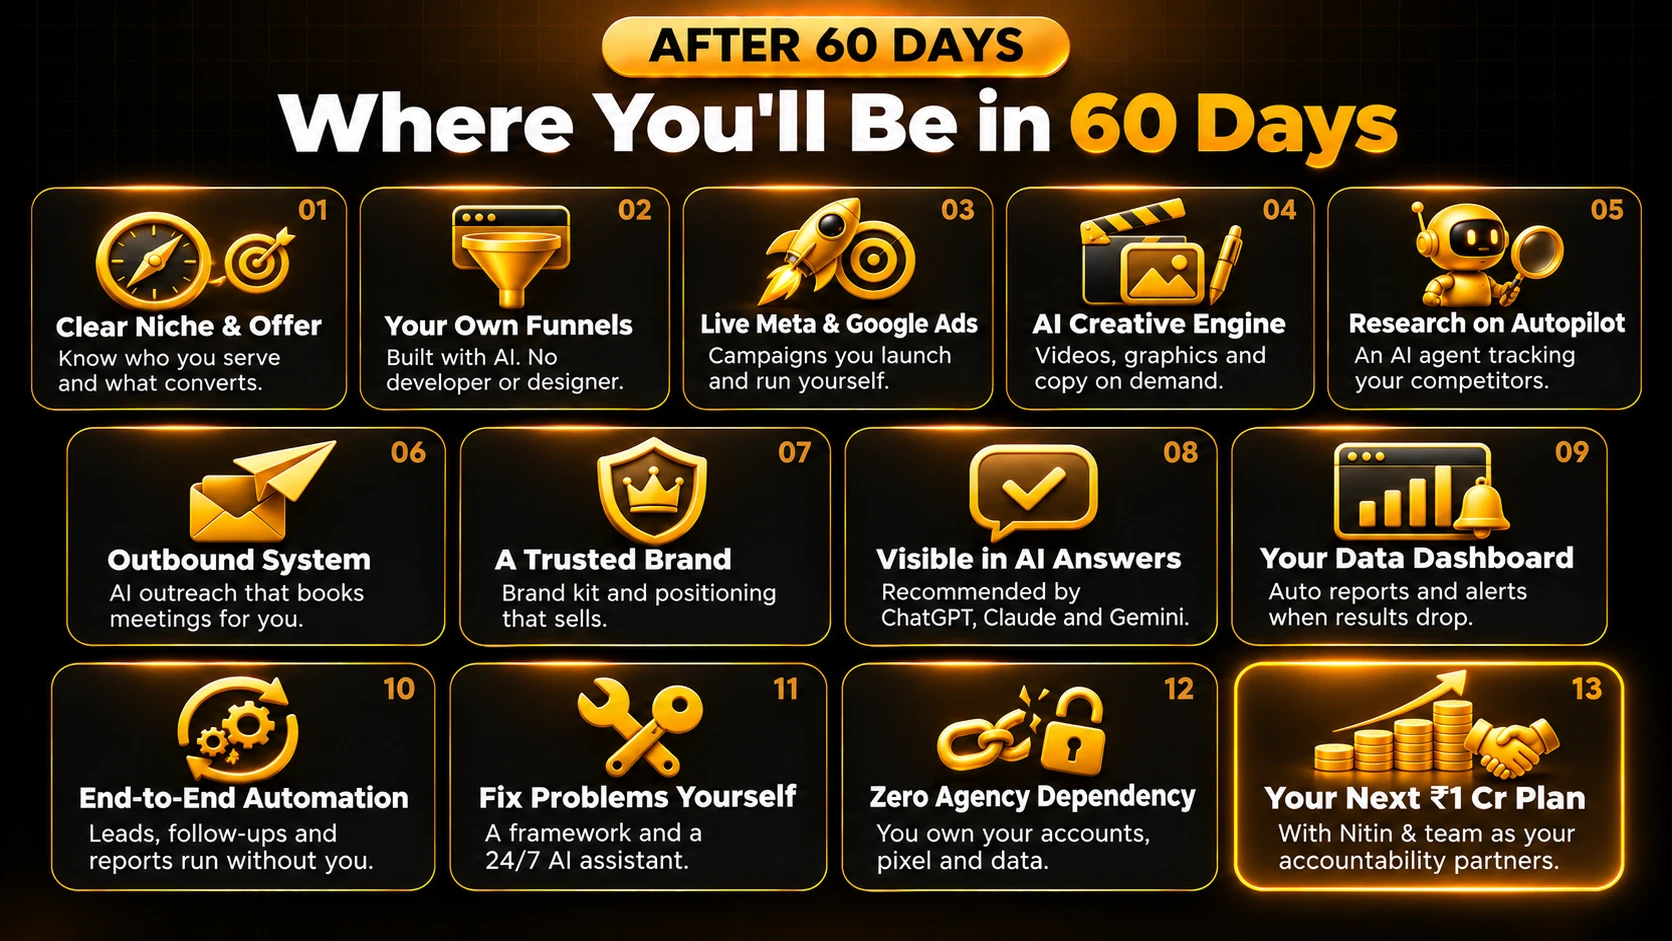 AFTER 60 DAYS
Where You'll Be in 60 Days
01
Clear Niche & Offer
Know who you serve
and what converts.
02
Your Own Funnels
Built with AI. No
developer or designer.
03
Live Meta & Google Ads
Campaigns you launch
and run yourself.
04
AI Creative Engine
Videos, graphics and
copy on demand.
05
Research on Autopilot
An AI agent tracking
your competitors.
06
Outbound System
AI outreach that books
meetings for you.
07
A Trusted Brand
Brand kit and positioning
that sells.
08
Visible in AI Answers
Recommended by
ChatGPT, Claude and Gemini.
09
Your Data Dashboard
Auto reports and alerts
when results drop.
10
End-to-End Automation
Leads, follow-ups and
reports run without you.
11
Fix Problems Yourself
A framework and a
24/7 AI assistant.
12
Zero Agency Dependency
You own your accounts,
pixel and data.
13
Your Next ₹1 Cr Plan
With Nitin & team as your
accountability partners.